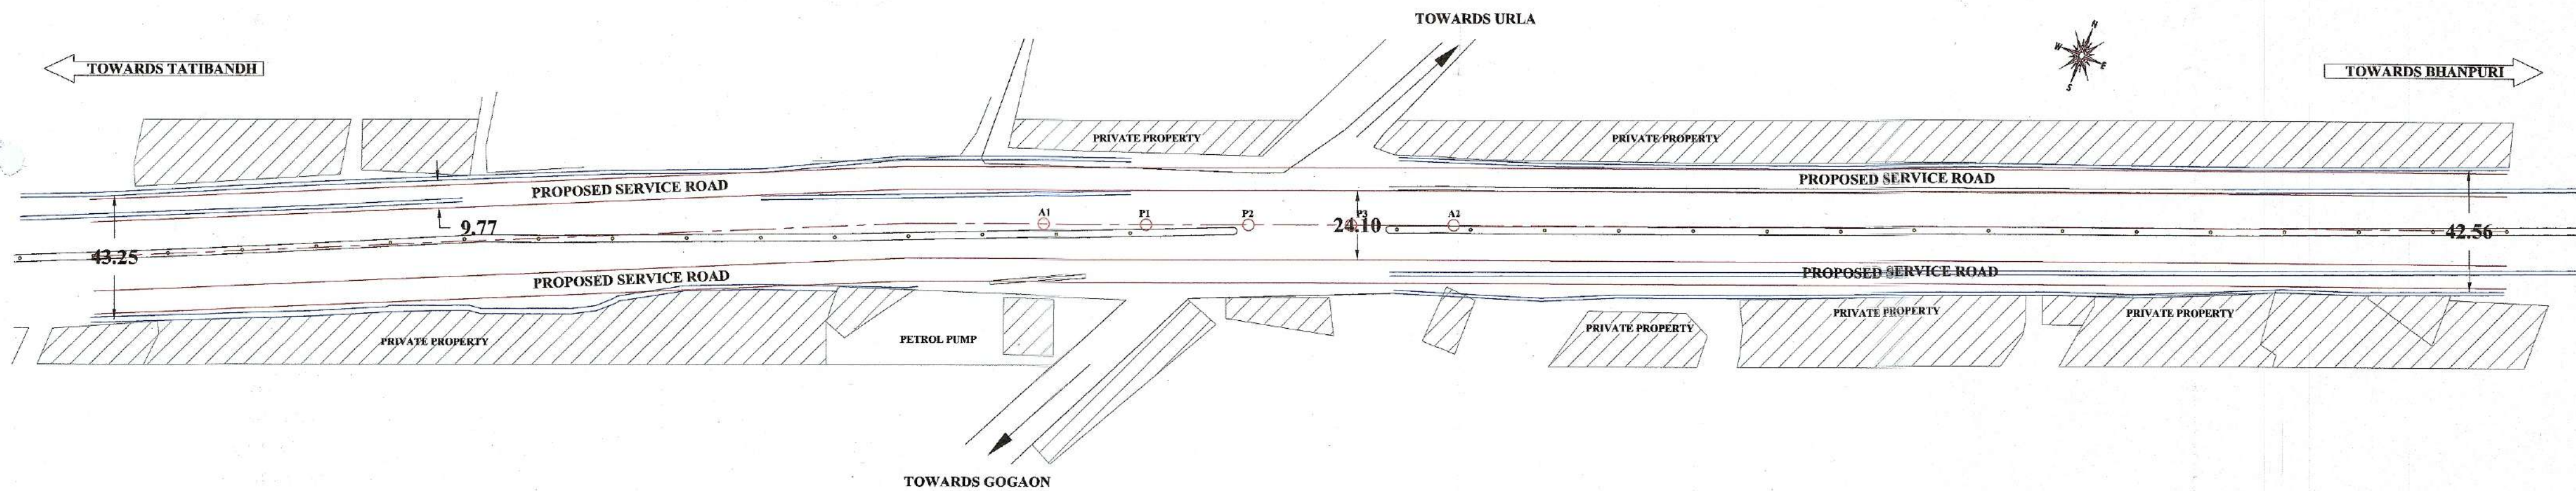 TOWARDS URLA
N
W
E
S
TOWARDS TATIBANDH
TOWARDS BHANPURI
PRIVATE PROPERTY
PRIVATE PROPERTY
PROPOSED SERVICE ROAD
PROPOSED SERVICE ROAD
A1
P1
P2
P3
A2
9.77
24.10
42.56
43.25
PROPOSED SERVICE ROAD
PROPOSED SERVICE ROAD
PRIVATE PROPERTY
PETROL PUMP
PRIVATE PROPERTY
PRIVATE PROPERTY
PRIVATE PROPERTY
TOWARDS GOGAON